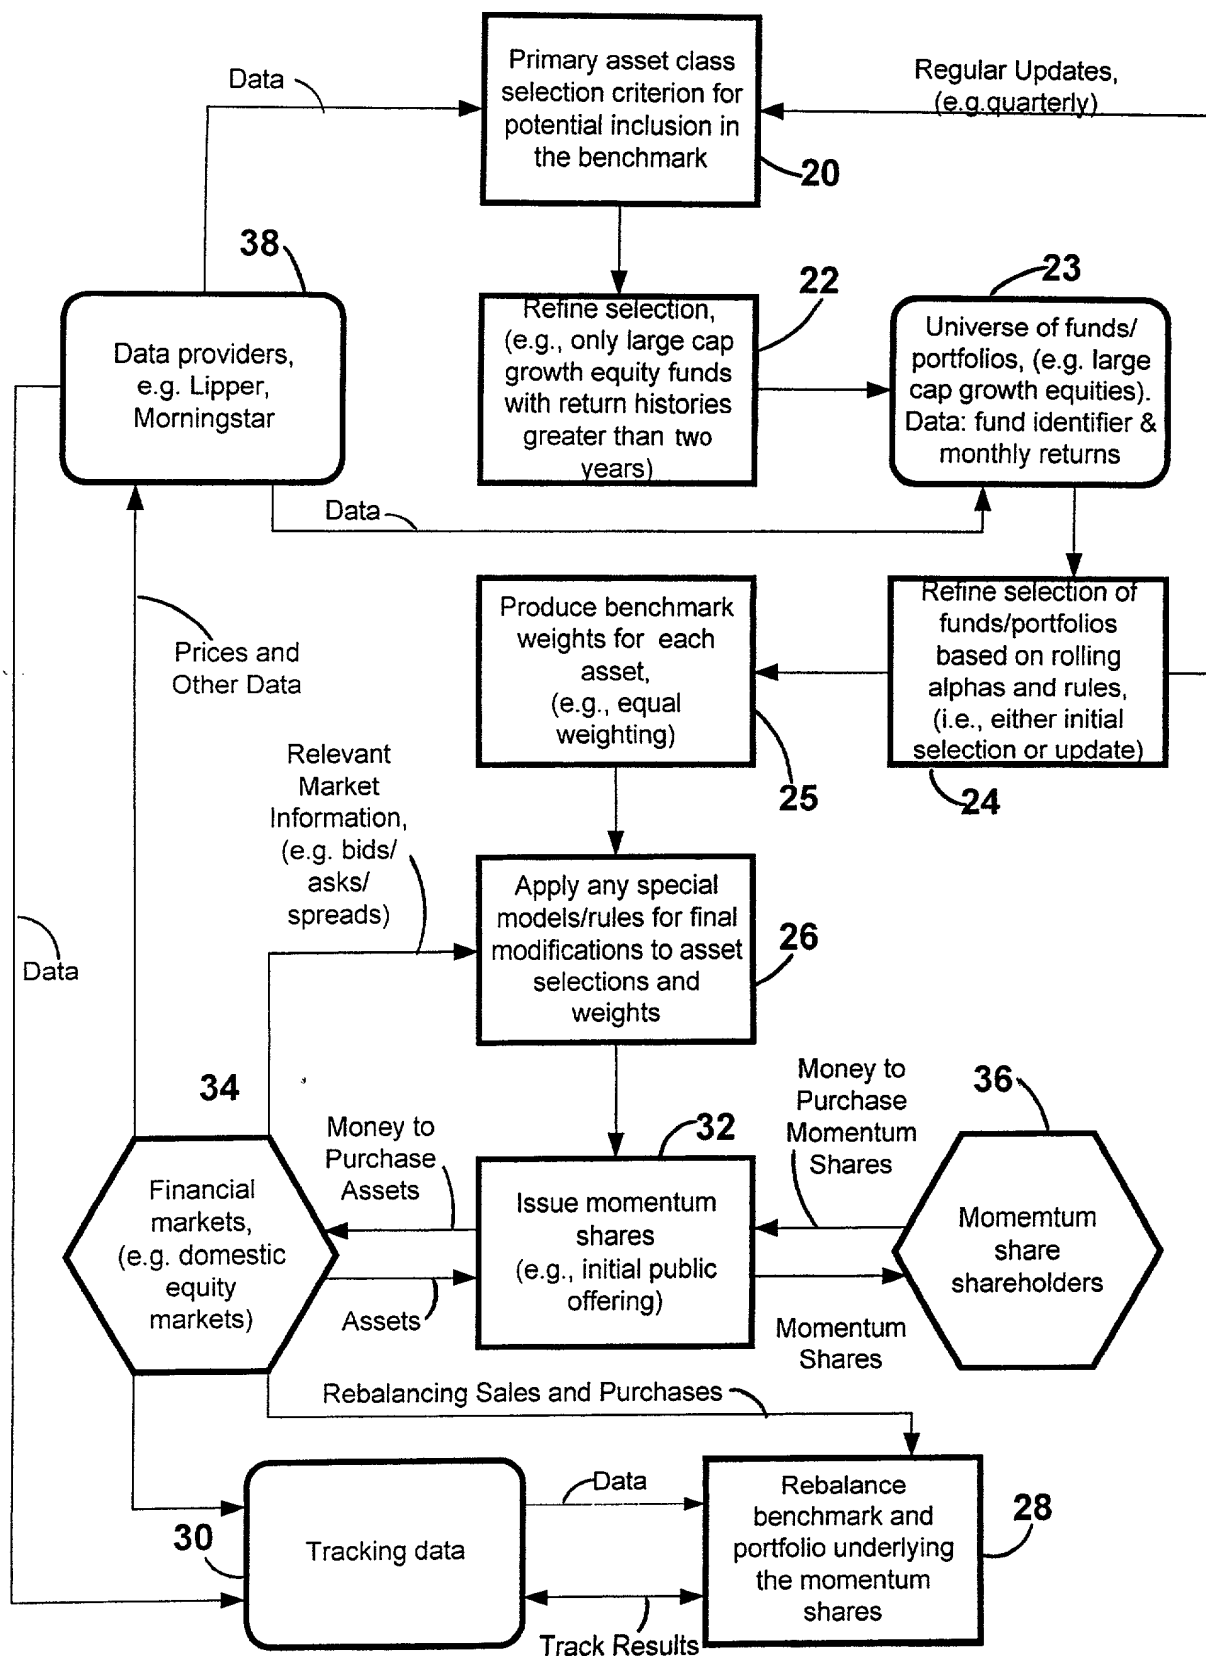 Primary asset class
selection criterion for
potential inclusion in
the benchmark
20
Data
Regular Updates,
(e.g.quarterly)
38
Data providers,
e.g. Lipper,
Morningstar
22
Refine selection,
(e.g., only large cap
growth equity funds
with return histories
greater than two
years)
23
Universe of funds/
portfolios, (e.g. large
cap growth equities).
Data: fund identifier &
monthly returns
Data
Prices and
Other Data
Produce benchmark
weights for each
asset,
(e.g., equal
weighting)
25
Refine selection of
funds/portfolios
based on rolling
alphas and rules,
(i.e., either initial
selection or update)
24
Relevant
Market
Information,
(e.g. bids/
asks/
spreads)
Data
Apply any special
models/rules for final
modifications to asset
selections and
weights
26
34
Financial
markets,
(e.g. domestic
equity
markets)
Money to
Purchase
Assets
Assets
32
Issue momentum
shares
(e.g., initial public
offering)
Money to
Purchase
Momentum
Shares
Momentum
Shares
36
Momemtum
share
shareholders
Rebalancing Sales and Purchases
30
Tracking data
Data
Track Results
Rebalance
benchmark and
portfolio underlying
the momentum
shares
28